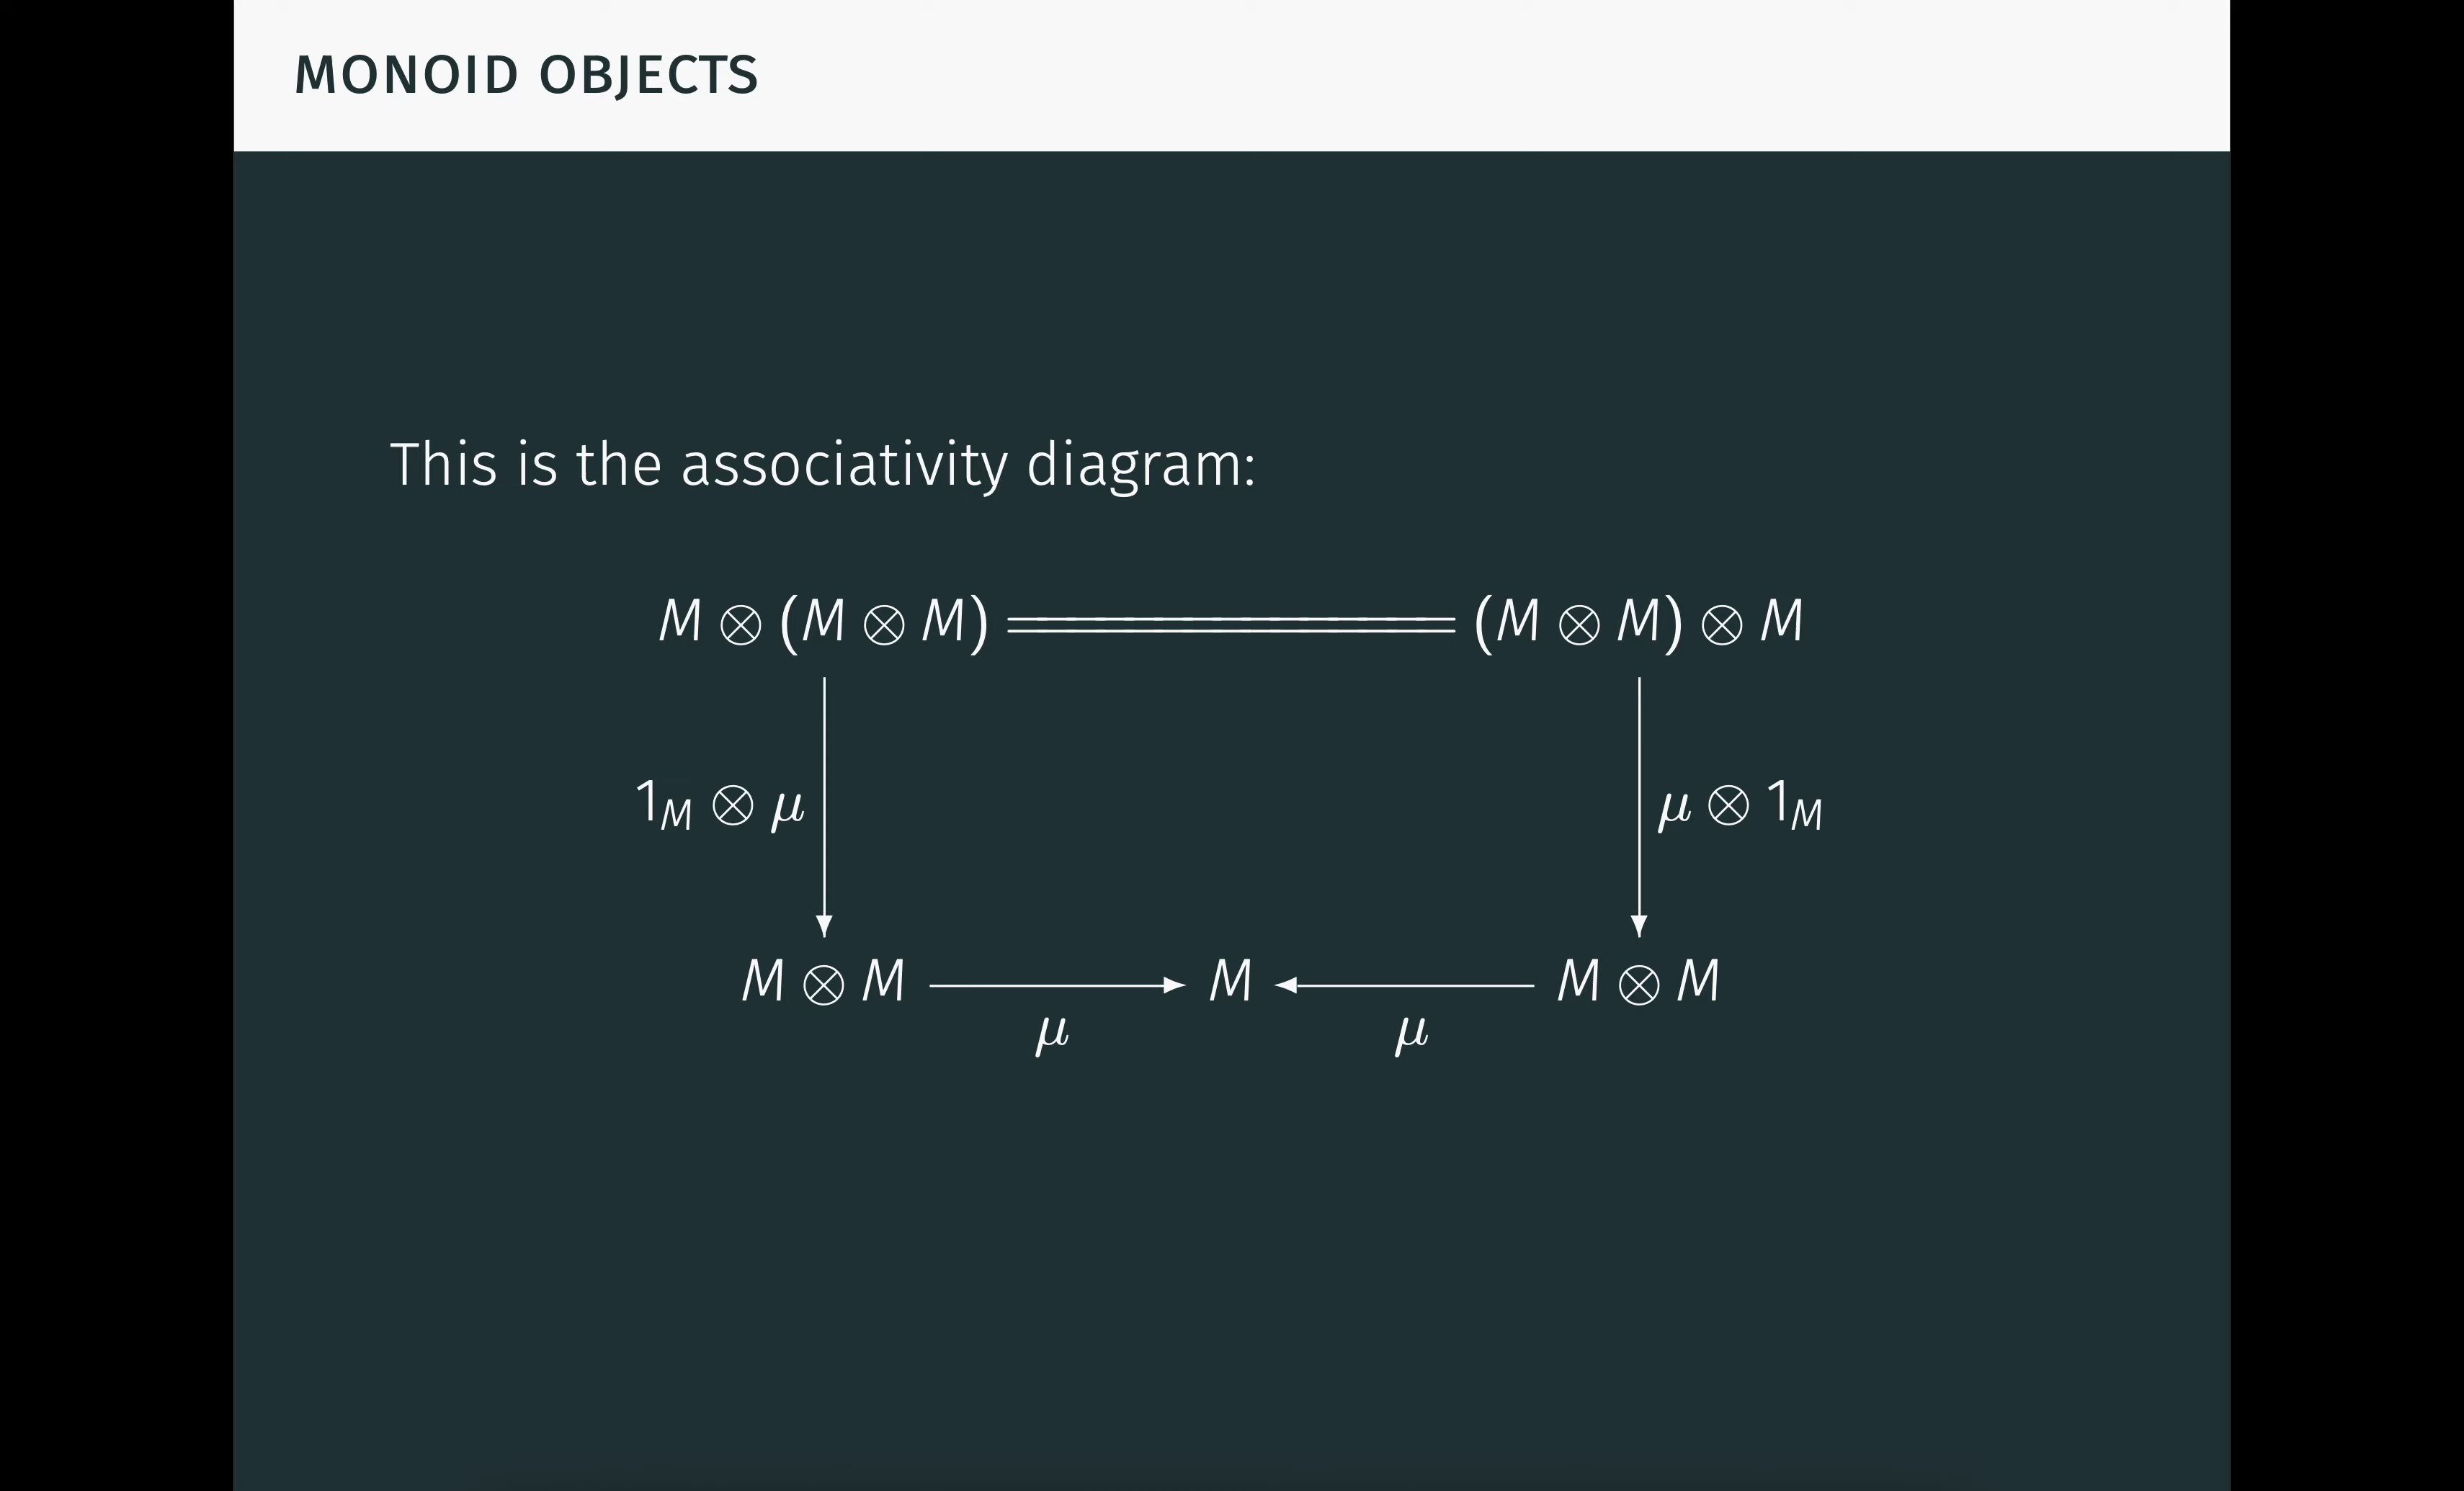 MONOID OBJECTS
This is the associativity diagram:
M ⊗ (M ⊗ M) (M ⊗ M) ⊗ M
1_M ⊗ μ μ ⊗ 1_M
M ⊗ M M M ⊗ M
μ μ